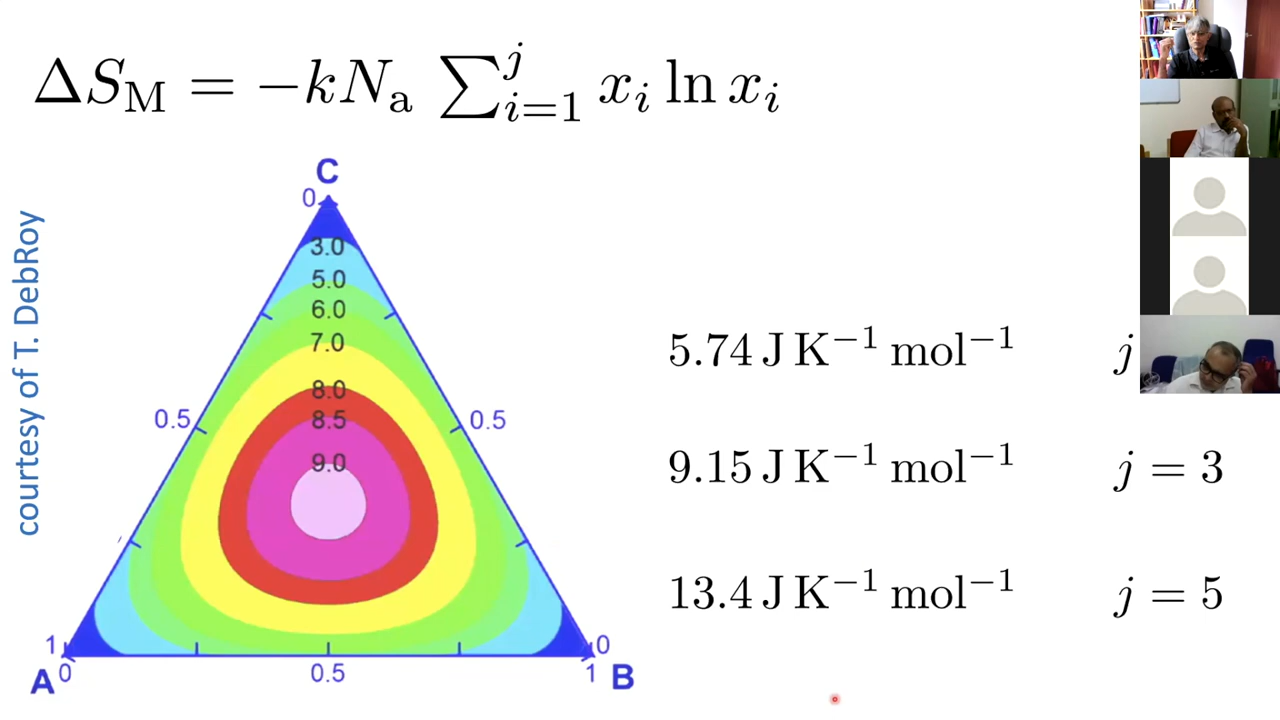 ΔS_M = −kN_a ∑_{i=1}^{j} x_i ln x_i
courtesy of T. DebRoy
C
0
3.0
5.0
6.0
7.0
8.0
8.5
9.0
0.5
0.5
1
0
0.5
1
0
A
B
5.74 J K⁻¹ mol⁻¹ j
9.15 J K⁻¹ mol⁻¹ j = 3
13.4 J K⁻¹ mol⁻¹ j = 5